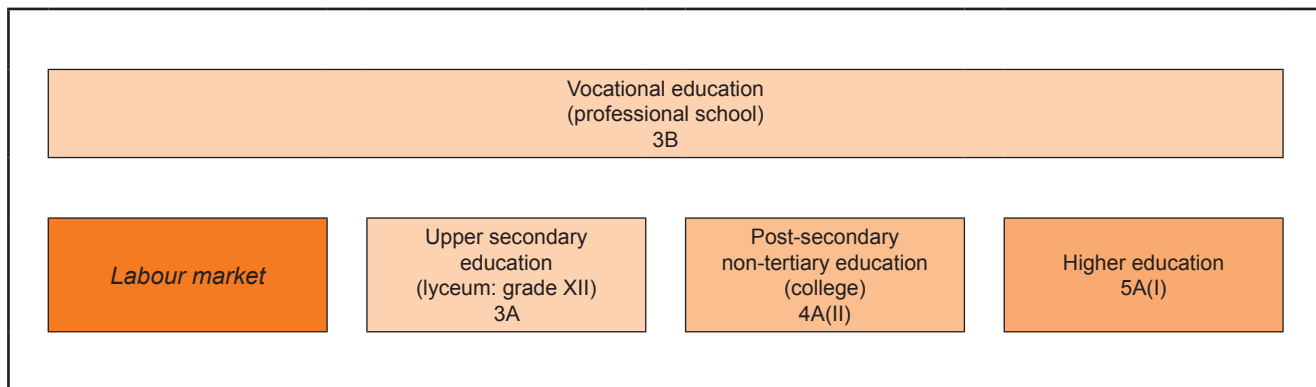 Vocational education
(professional school)
3B
Labour market
Upper secondary
education
(lyceum: grade XII)
3A
Post-secondary
non-tertiary education
(college)
4A(II)
Higher education
5A(I)